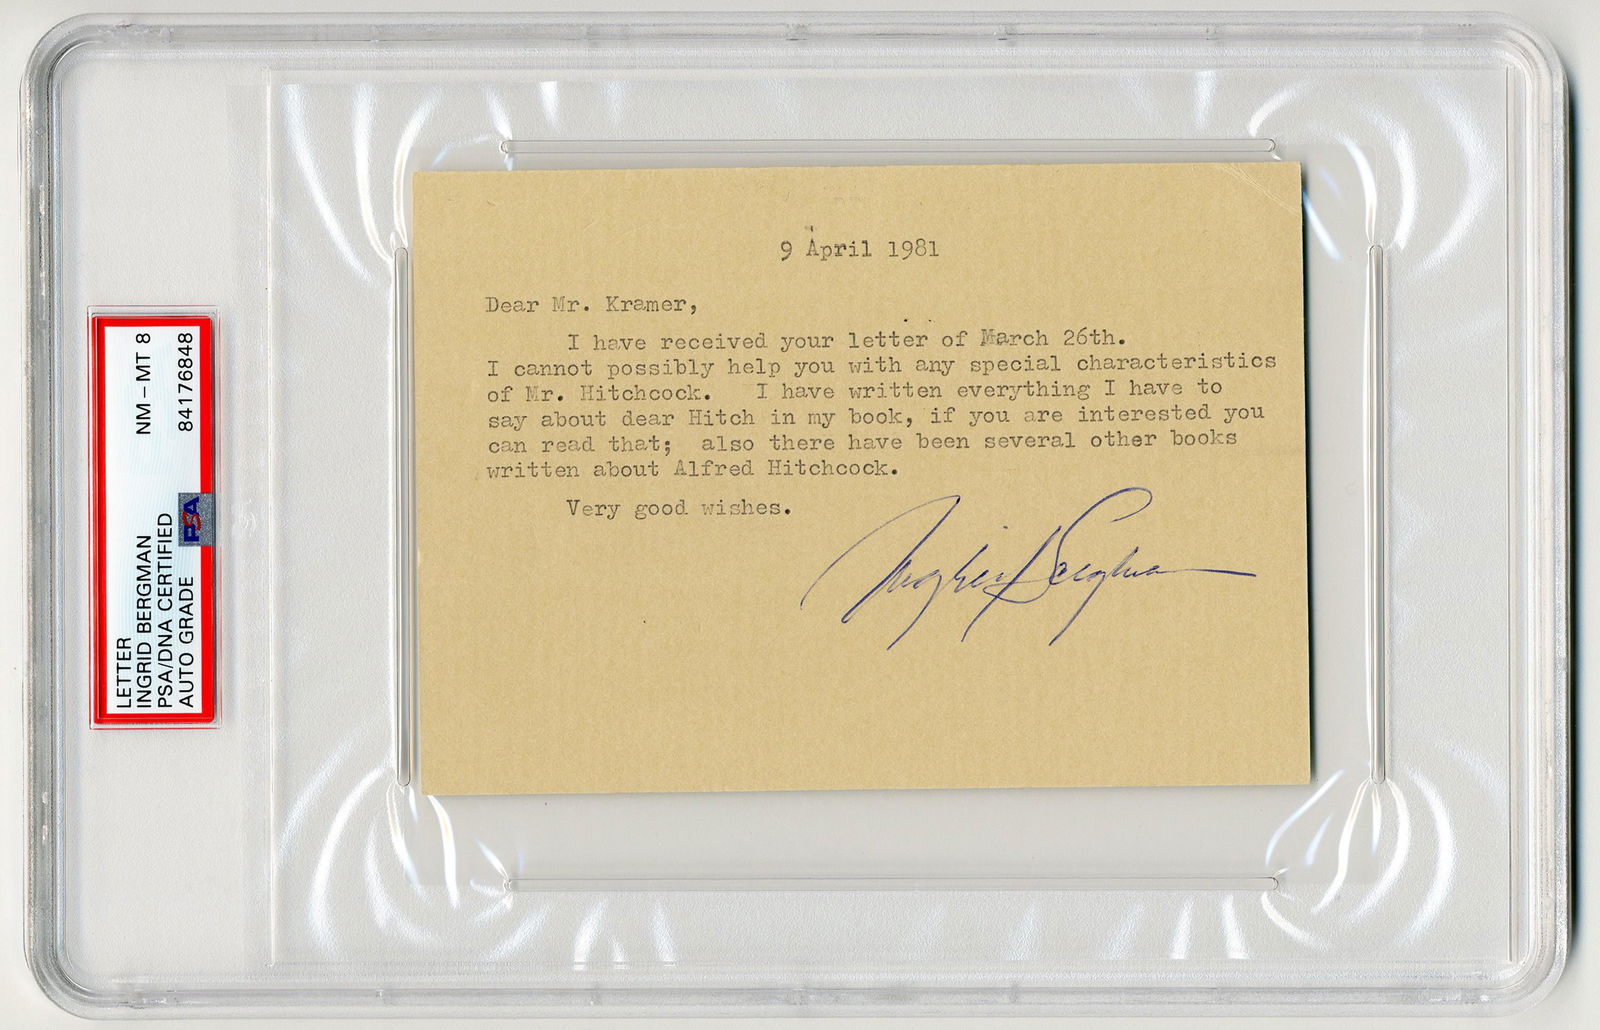 LETTER NM-MT 8
INGRID BERGMAN
PSA/DNA CERTIFIED
AUTO GRADE 84176848
PSA
9 April 1981
Dear Mr. Kramer,
I have received your letter of March 26th.
I cannot possibly help you with any special characteristics
of Mr. Hitchcock. I have written everything I have to
say about dear Hitch in my book, if you are interested you
can read that; also there have been several other books
written about Alfred Hitchcock.
Very good wishes.
Ingrid Bergman